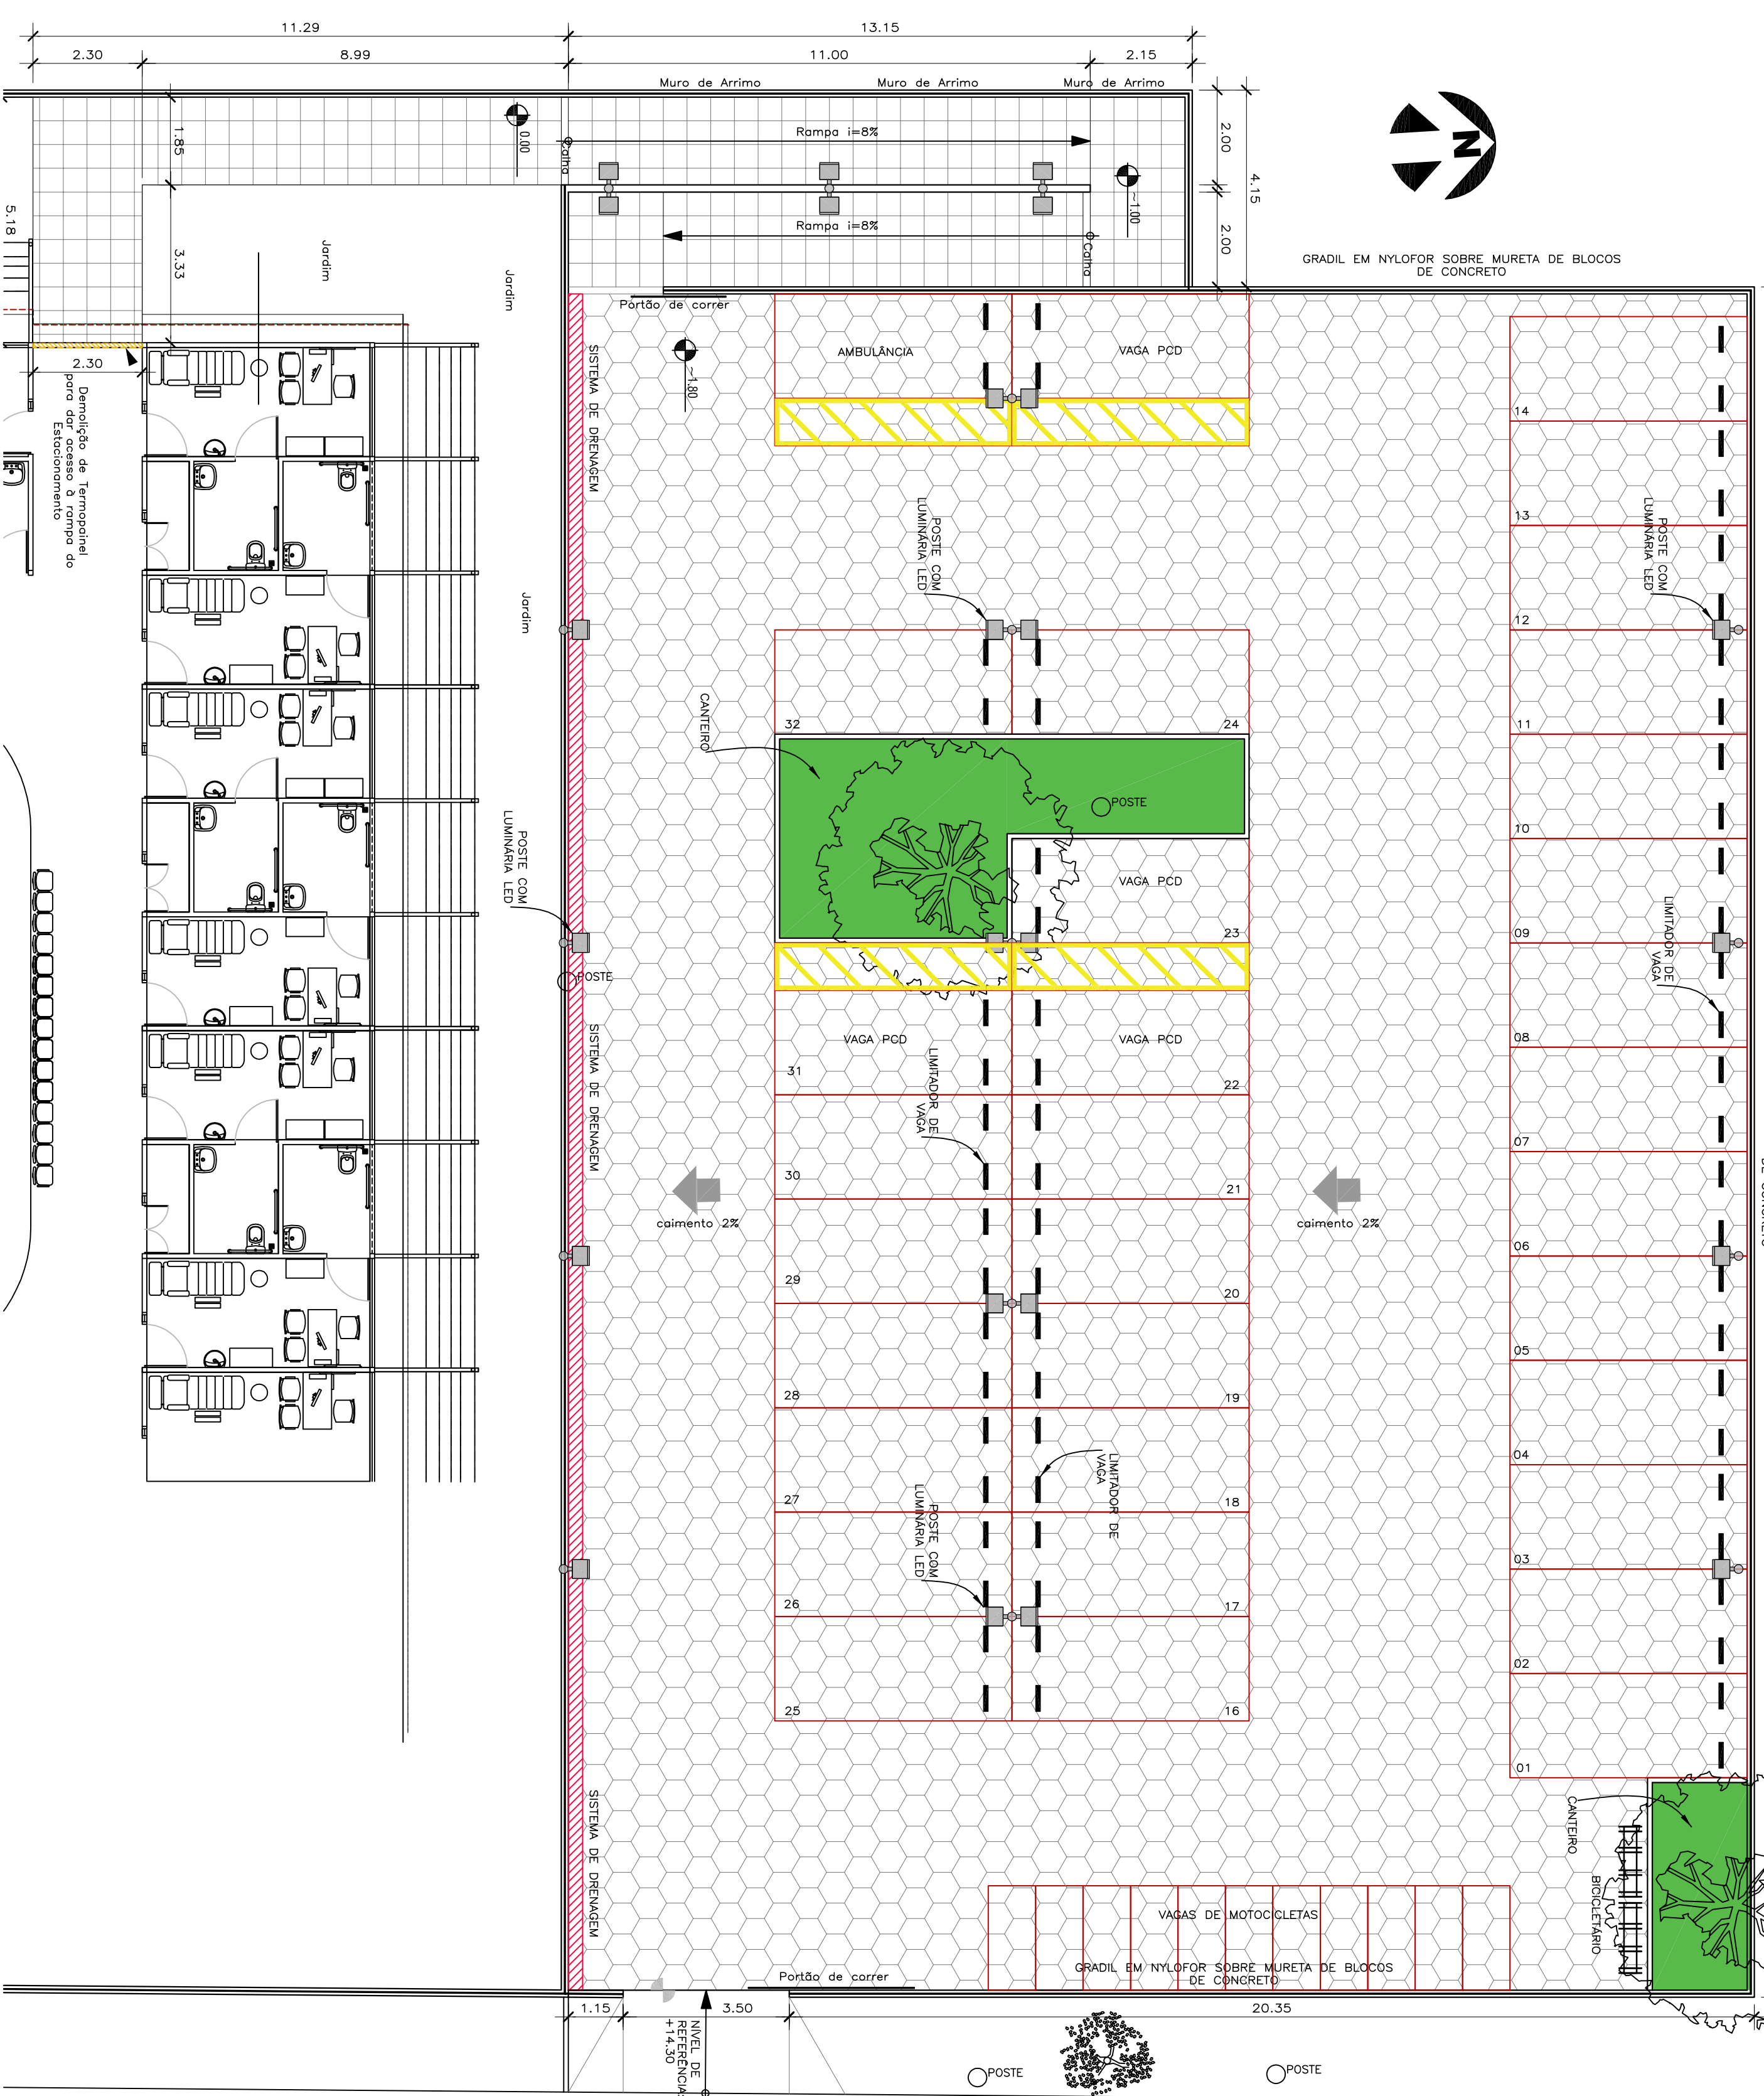 11.29
13.15
2.30
8.99
11.00
2.15
Muro de Arrimo
Muro de Arrimo
Muro de Arrimo
N
1.85
0.00
Calha
Rampa i=8%
~1.00
2.00
4.15
5.18
3.33
Jardim
Jardim
Rampa i=8%
Calha
2.00
GRADIL EM NYLOFOR SOBRE MURETA DE BLOCOS
DE CONCRETO
Portão de correr
2.30
Demolição de Termopainel
para dar acesso à rampa do
Estacionamento
SISTEMA DE DRENAGEM
~1.80
AMBULÂNCIA
VAGA PCD
14
13
POSTE COM
LUMINÁRIA LED
POSTE COM
LUMINÁRIA LED
Jardim
12
CANTEIRO
32
24
11
POSTE
10
POSTE COM
LUMINÁRIA LED
VAGA PCD
23
09
LIMITADOR DE
VAGA
POSTE
SISTEMA DE DRENAGEM
VAGA PCD
VAGA PCD
08
LIMITADOR DE
VAGA
31
22
07
30
21
caimento 2%
caimento 2%
06
29
20
05
28
19
04
LIMITADOR DE
VAGA
27
18
POSTE COM
LUMINÁRIA LED
03
26
17
02
25
16
01
SISTEMA DE DRENAGEM
CANTEIRO
BICICLETÁRIO
VAGAS DE MOTOCICLETAS
GRADIL EM NYLOFOR SOBRE MURETA DE BLOCOS
DE CONCRETO
Portão de correr
1.15
3.50
20.35
NÍVEL DE
REFERÊNCIA:
+14.30
POSTE
POSTE